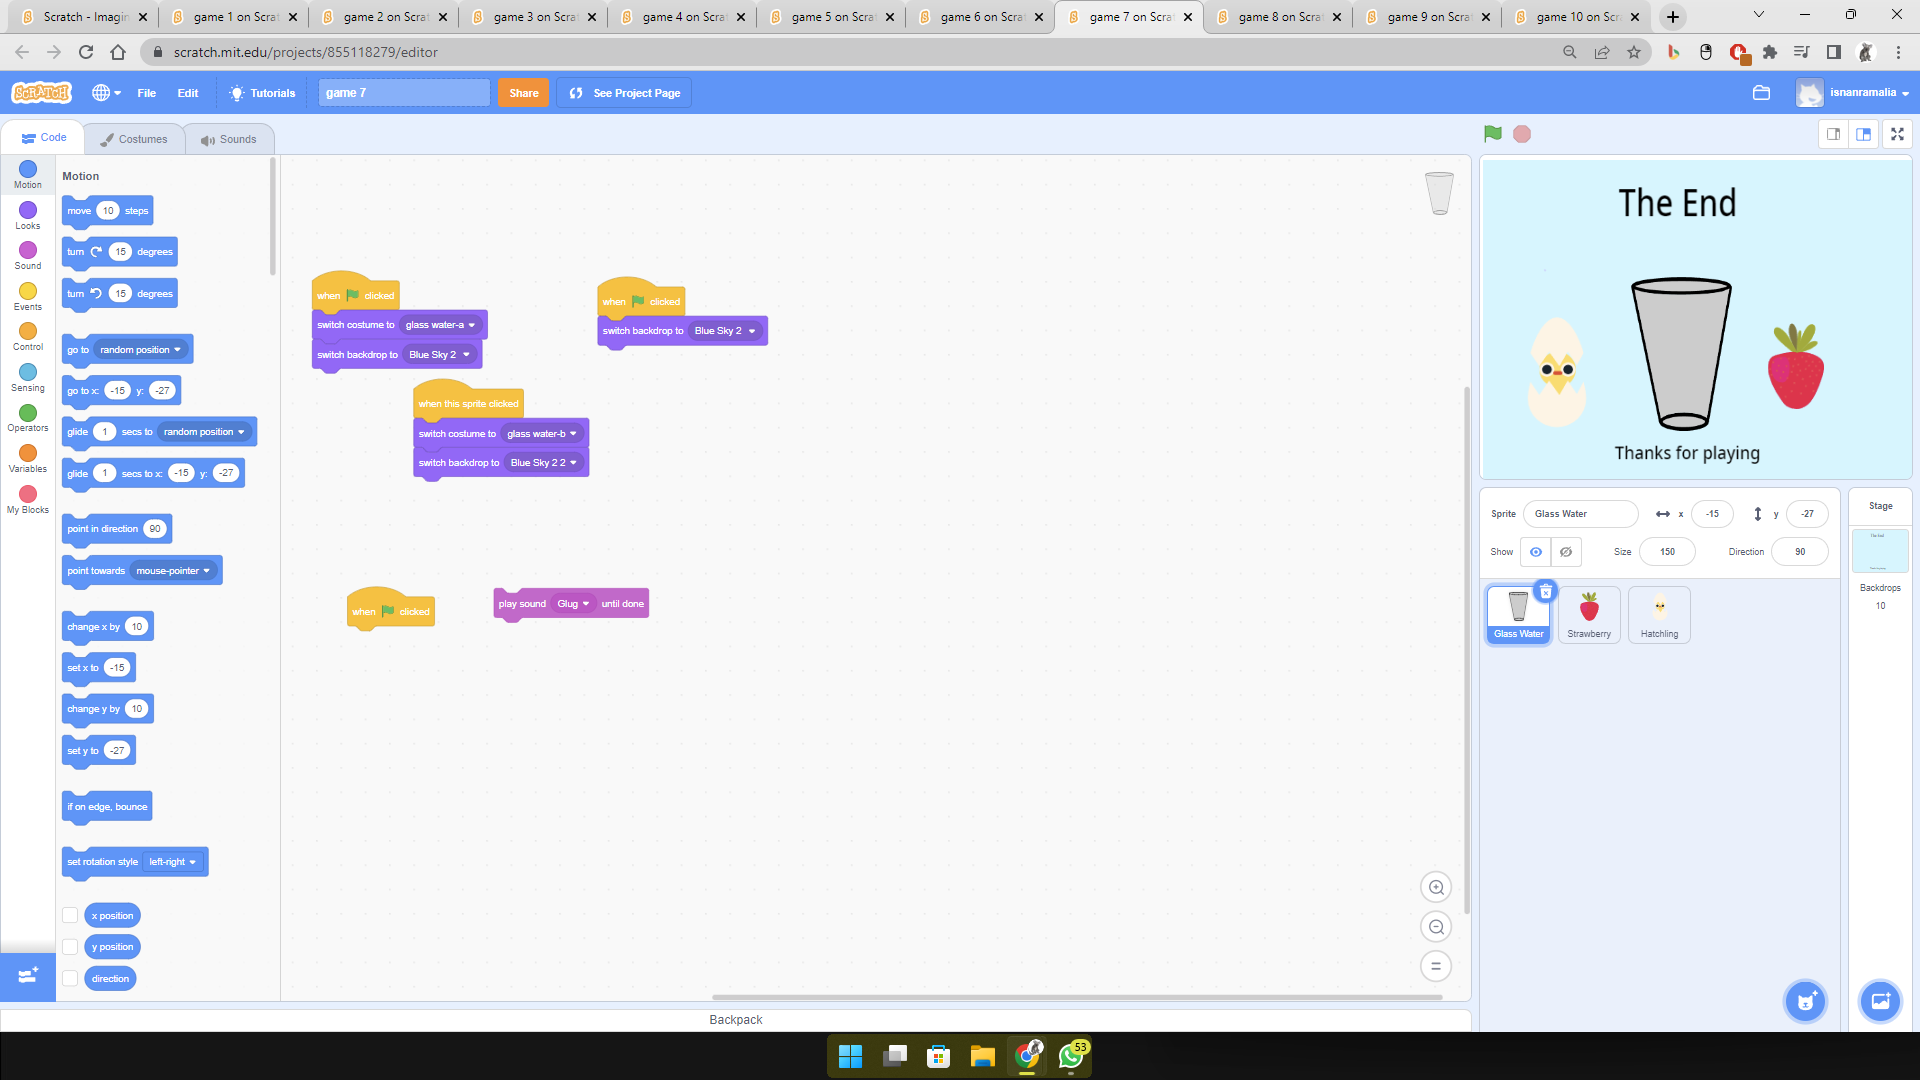 Scratch - Imagin
game 1 on Scra
game 2 on Scrat
game 3 on Scrat
game 4 on Scra
game 5 on Scrat
game 6 on Scra
game 7 on Scra
game 8 on Scra
game 9 on Scrat
game 10 on Scr
scratch.mit.edu/projects/855118279/editor
SCRATCH
File
Edit
Tutorials
game 7
Share
See Project Page
isnanramalia
Code
Costumes
Sounds
Motion
Looks
Sound
Events
Control
Sensing
Operators
Variables
My Blocks
Motion
move 10 steps
turn 15 degrees
turn 15 degrees
go to random position
go to x: -15 y: -27
glide 1 secs to random position
glide 1 secs to x: -15 y: -27
point in direction 90
point towards mouse-pointer
change x by 10
set x to -15
change y by 10
set y to -27
if on edge, bounce
set rotation style left-right
x position
y position
direction
when clicked
switch costume to glass water-a
switch backdrop to Blue Sky 2
when clicked
switch backdrop to Blue Sky 2
when this sprite clicked
switch costume to glass water-b
switch backdrop to Blue Sky 2 2
when clicked
play sound Glug until done
The End
Thanks for playing
Sprite Glass Water x -15 y -27
Show Size 150 Direction 90
Glass Water
Strawberry
Hatchling
Stage
Backdrops
10
Backpack
53